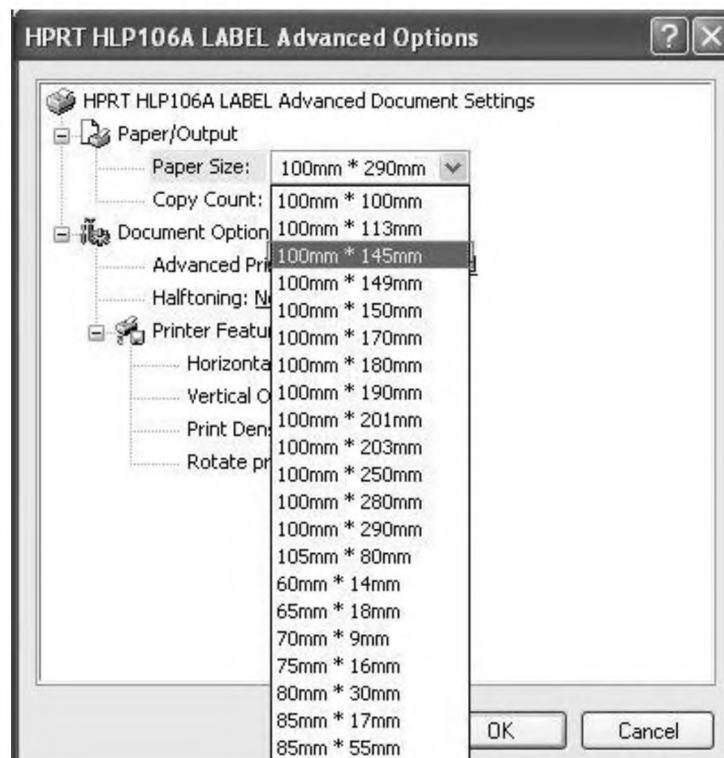 HPRT HLP106A LABEL Advanced Options
HPRT HLP106A LABEL Advanced Document Settings
Paper/Output
Paper Size: 100mm * 290mm
Copy Count:
100mm * 100mm
100mm * 113mm
Document Option
100mm * 145mm
Advanced Pri
100mm * 149mm
Halftoning:
100mm * 150mm
Printer Featu
100mm * 170mm
Horizonta
100mm * 180mm
Vertical O
100mm * 190mm
Print Den
100mm * 201mm
Rotate pr
100mm * 203mm
100mm * 250mm
100mm * 280mm
100mm * 290mm
105mm * 80mm
60mm * 14mm
65mm * 18mm
70mm * 9mm
75mm * 16mm
80mm * 30mm
85mm * 17mm
85mm * 55mm
OK
Cancel